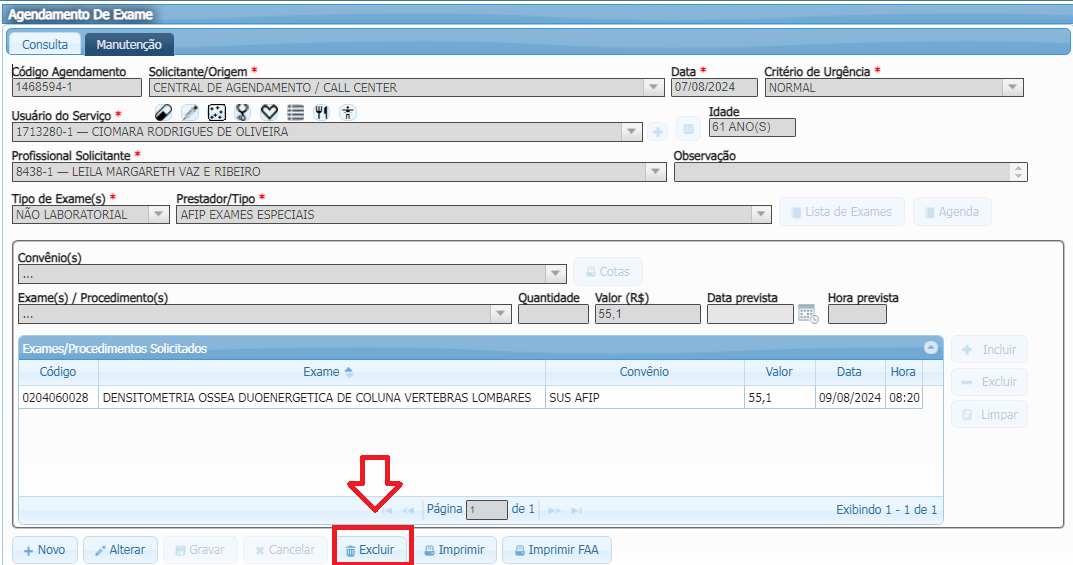 Agendamento De Exame
Consulta Manutenção
Código Agendamento Solicitante/Origem * Data * Critério de Urgência *
1468594-1 CENTRAL DE AGENDAMENTO / CALL CENTER 07/08/2024 NORMAL
Usuário do Serviço * Idade
1713280-1 — CIOMARA RODRIGUES DE OLIVEIRA 61 ANO(S)
Profissional Solicitante * Observação
8438-1 — LEILA MARGARETH VAZ E RIBEIRO
Tipo de Exame(s) * Prestador/Tipo *
NÃO LABORATORIAL AFIP EXAMES ESPECIAIS Lista de Exames Agenda
Convênio(s)
... Cotas
Exame(s) / Procedimento(s) Quantidade Valor (R$) Data prevista Hora prevista
... 55,1
Exames/Procedimentos Solicitados Incluir
Código Exame Convênio Valor Data Hora
Excluir
0204060028 DENSITOMETRIA OSSEA DUOENERGETICA DE COLUNA VERTEBRAS LOMBARES SUS AFIP 55,1 09/08/2024 08:20
Limpar
Página 1 de 1 Exibindo 1 - 1 de 1
Novo Alterar Gravar Cancelar Excluir Imprimir Imprimir FAA